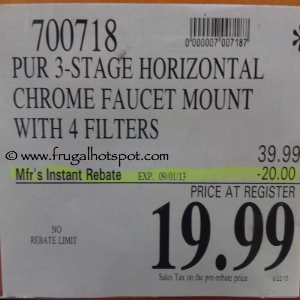 700718
0000007007187
PUR 3-STAGE HORIZONTAL
CHROME FAUCET MOUNT
WITH 4 FILTERS
© www.frugalhotspot.com
39.99
Mfr's Instant Rebate EXP. 09/01/13 -20.00
PRICE AT REGISTER
NO
REBATE LIMIT
19.99
Sales Tax on the pre-rebate price